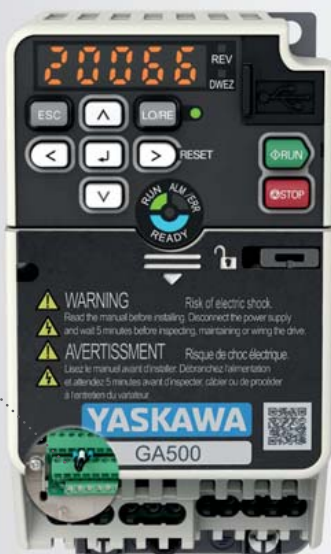 20066
REV
DWEZ
ESC
LO/RE
RESET
RUN
STOP
RUN ALM/ERR
READY
WARNING Risk of electric shock.
Read the manual before installing. Disconnect the power supply
and wait 5 minutes before inspecting, maintaining or wiring the drive.
AVERTISSMENT Risque de choc électrique.
Lisez le manuel avant d'installer. Débranchez l'alimentation
et attendez 5 minutes avant d'inspecter, câbler ou de procéder
à l'entretien du variateur.
YASKAWA
GA500